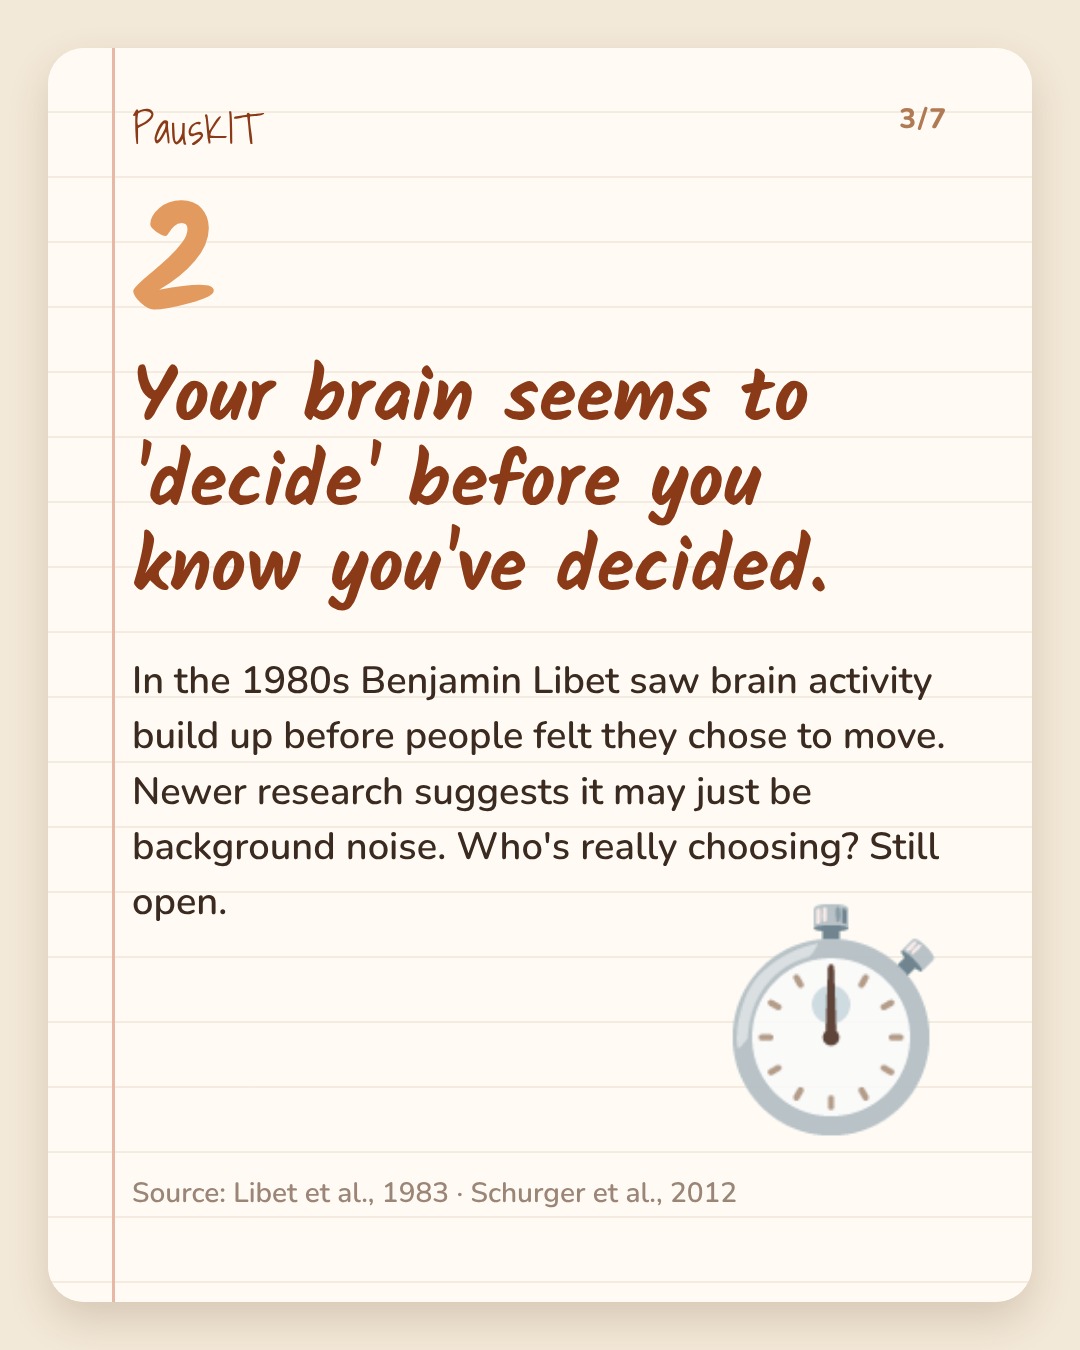 PausKIT
3/7
2
Your brain seems to
'decide' before you
know you've decided.
In the 1980s Benjamin Libet saw brain activity
build up before people felt they chose to move.
Newer research suggests it may just be
background noise. Who's really choosing? Still
open.
Source: Libet et al., 1983 · Schurger et al., 2012